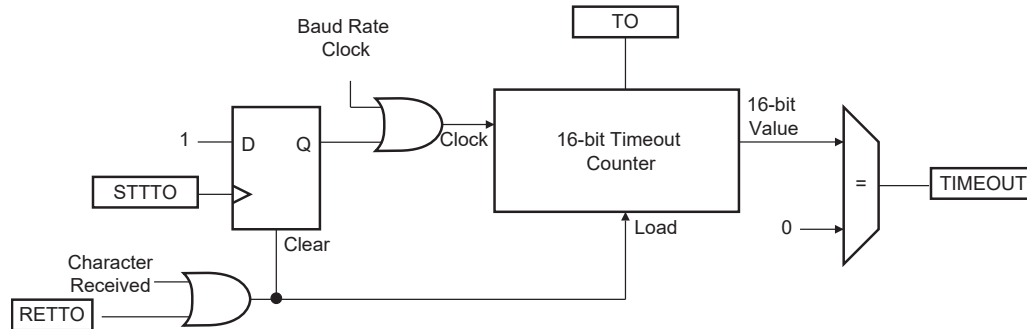 TO
Baud Rate
Clock
16-bit
Value
1
D
Q
Clock
16-bit Timeout
Counter
STTTO
=
TIMEOUT
Clear
Load
0
Character
Received
RETTO